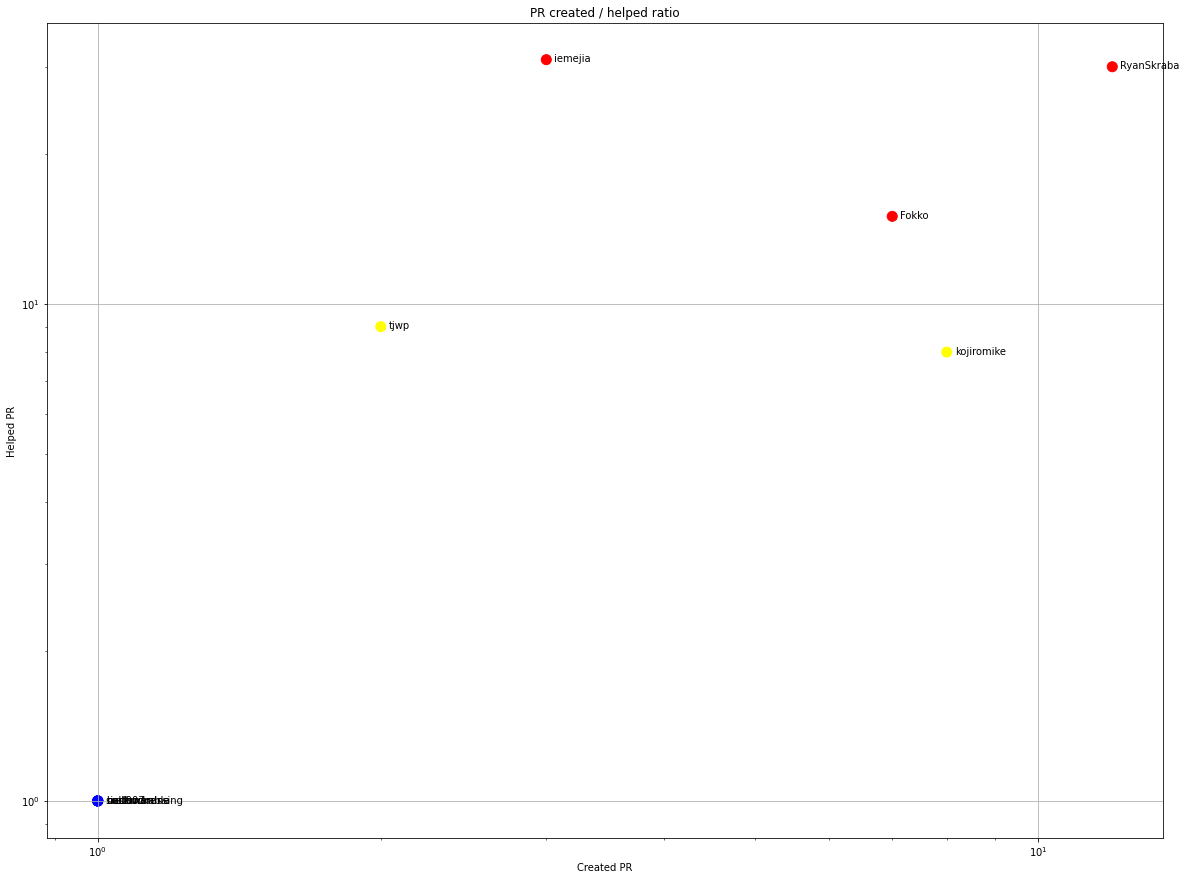 PR created / helped ratio
iemejia
RyanSkraba
Fokko
10¹
tjwp
kojiromike
Helped PR
10⁰
10⁰
10¹
Created PR